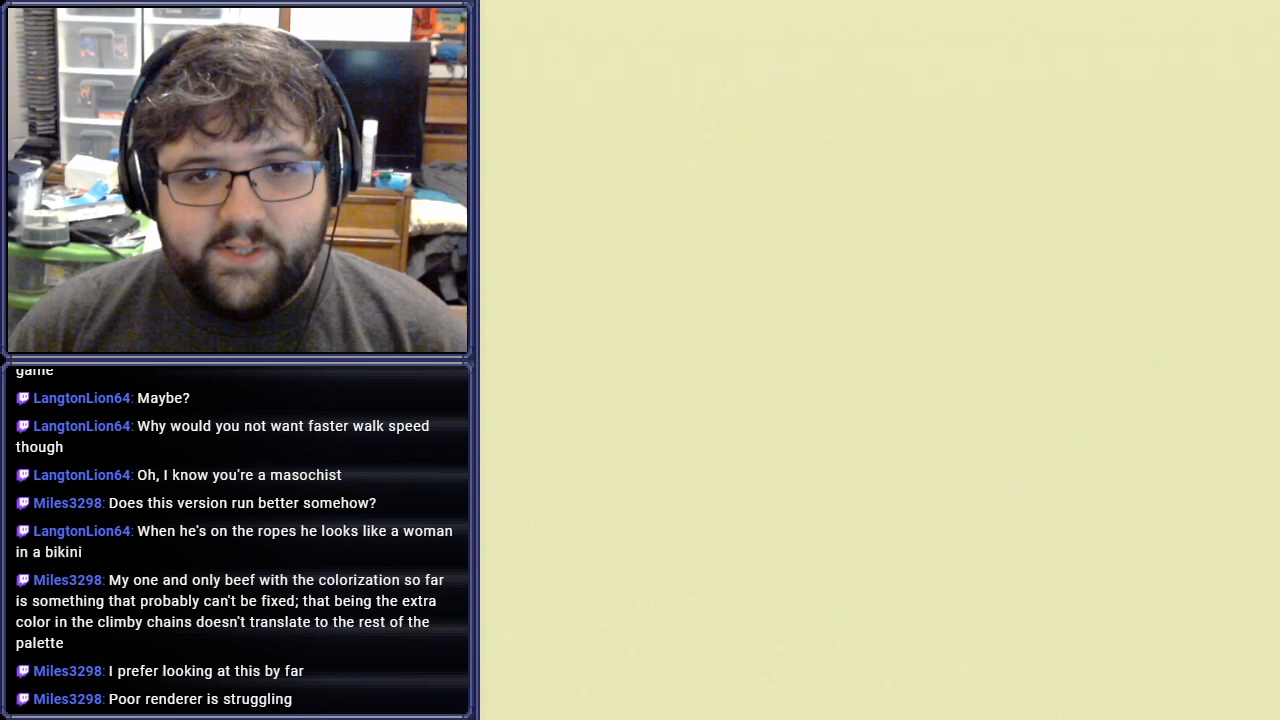 game
LangtonLion64: Maybe?
LangtonLion64: Why would you not want faster walk speed
though
LangtonLion64: Oh, I know you're a masochist
Miles3298: Does this version run better somehow?
LangtonLion64: When he's on the ropes he looks like a woman
in a bikini
Miles3298: My one and only beef with the colorization so far
is something that probably can't be fixed; that being the extra
color in the climby chains doesn't translate to the rest of the
palette
Miles3298: I prefer looking at this by far
Miles3298: Poor renderer is struggling